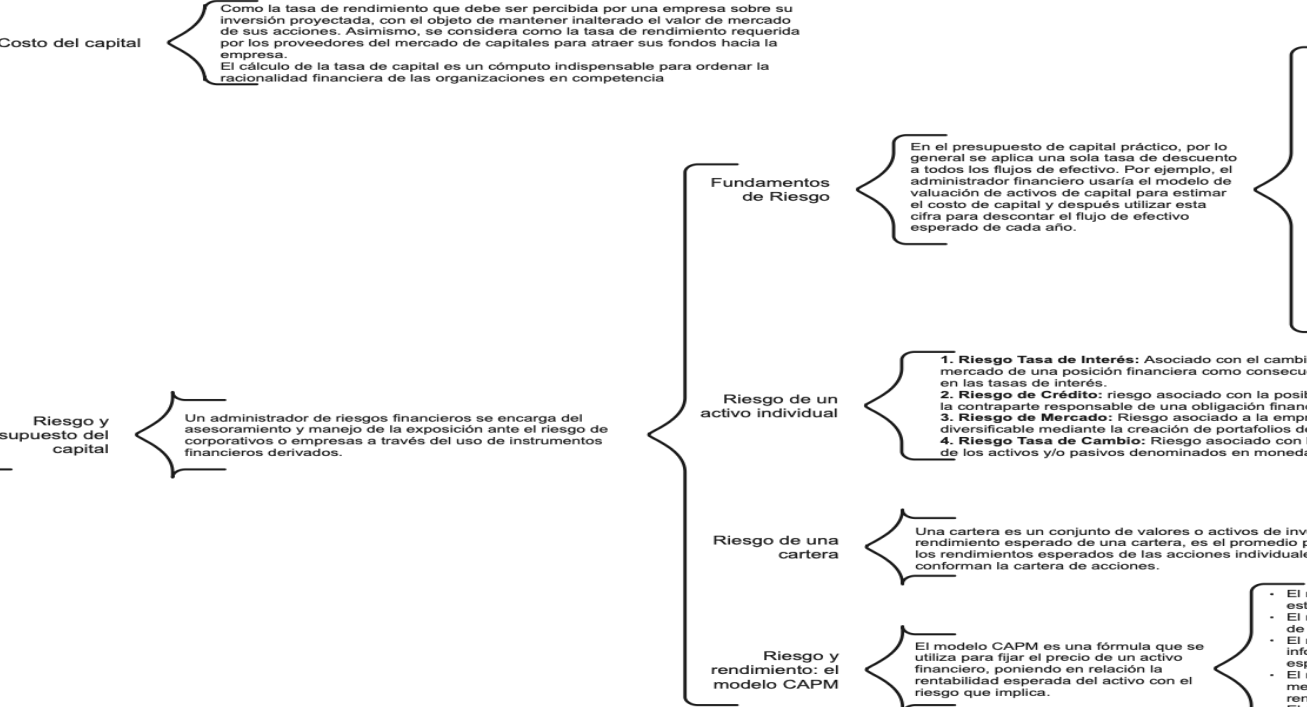 Costo del capital
Como la tasa de rendimiento que debe ser percibida por una empresa sobre su
inversión proyectada, con el objeto de mantener inalterado el valor de mercado
de sus acciones. Asimismo, se considera como la tasa de rendimiento requerida
por los proveedores del mercado de capitales para atraer sus fondos hacia la
empresa.
El cálculo de la tasa de capital es un cómputo indispensable para ordenar la
racionalidad financiera de las organizaciones en competencia
Riesgo y
supuesto del
capital
Un administrador de riesgos financieros se encarga del
asesoramiento y manejo de la exposición ante el riesgo de
corporativos o empresas a través del uso de instrumentos
financieros derivados.
Fundamentos
de Riesgo
En el presupuesto de capital práctico, por lo
general se aplica una sola tasa de descuento
a todos los flujos de efectivo. Por ejemplo, el
administrador financiero usaría el modelo de
valuación de activos de capital para estimar
el costo de capital y después utilizar esta
cifra para descontar el flujo de efectivo
esperado de cada año.
Riesgo de un
activo individual
1. Riesgo Tasa de Interés: Asociado con el cambi
mercado de una posición financiera como consecu
en las tasas de interés.
2. Riesgo de Crédito: riesgo asociado con la posib
la contraparte responsable de una obligación finan
3. Riesgo de Mercado: Riesgo asociado a la empr
diversificable mediante la creación de portafolios de
4. Riesgo Tasa de Cambio: Riesgo asociado con
de los activos y/o pasivos denominados en moneda
Riesgo de una
cartera
Una cartera es un conjunto de valores o activos de inv
rendimiento esperado de una cartera, es el promedio p
los rendimientos esperados de las acciones individuale
conforman la cartera de acciones.
Riesgo y
rendimiento: el
modelo CAPM
El modelo CAPM es una fórmula que se
utiliza para fijar el precio de un activo
financiero, poniendo en relación la
rentabilidad esperada del activo con el
riesgo que implica.
• El
est
• El
de
• El
info
esp
• El
me
ren